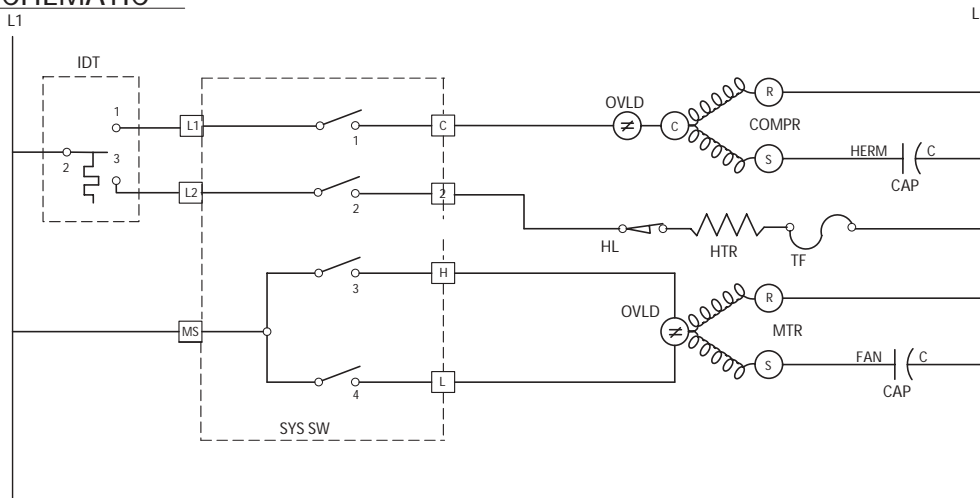 SCHEMATIC
L1
L
IDT
1
2
3
L1
L2
1
2
C
2
OVLD
C
R
S
COMPR
HERM
C
CAP
HL
HTR
TF
MS
3
4
H
L
SYS SW
OVLD
R
S
MTR
FAN
C
CAP